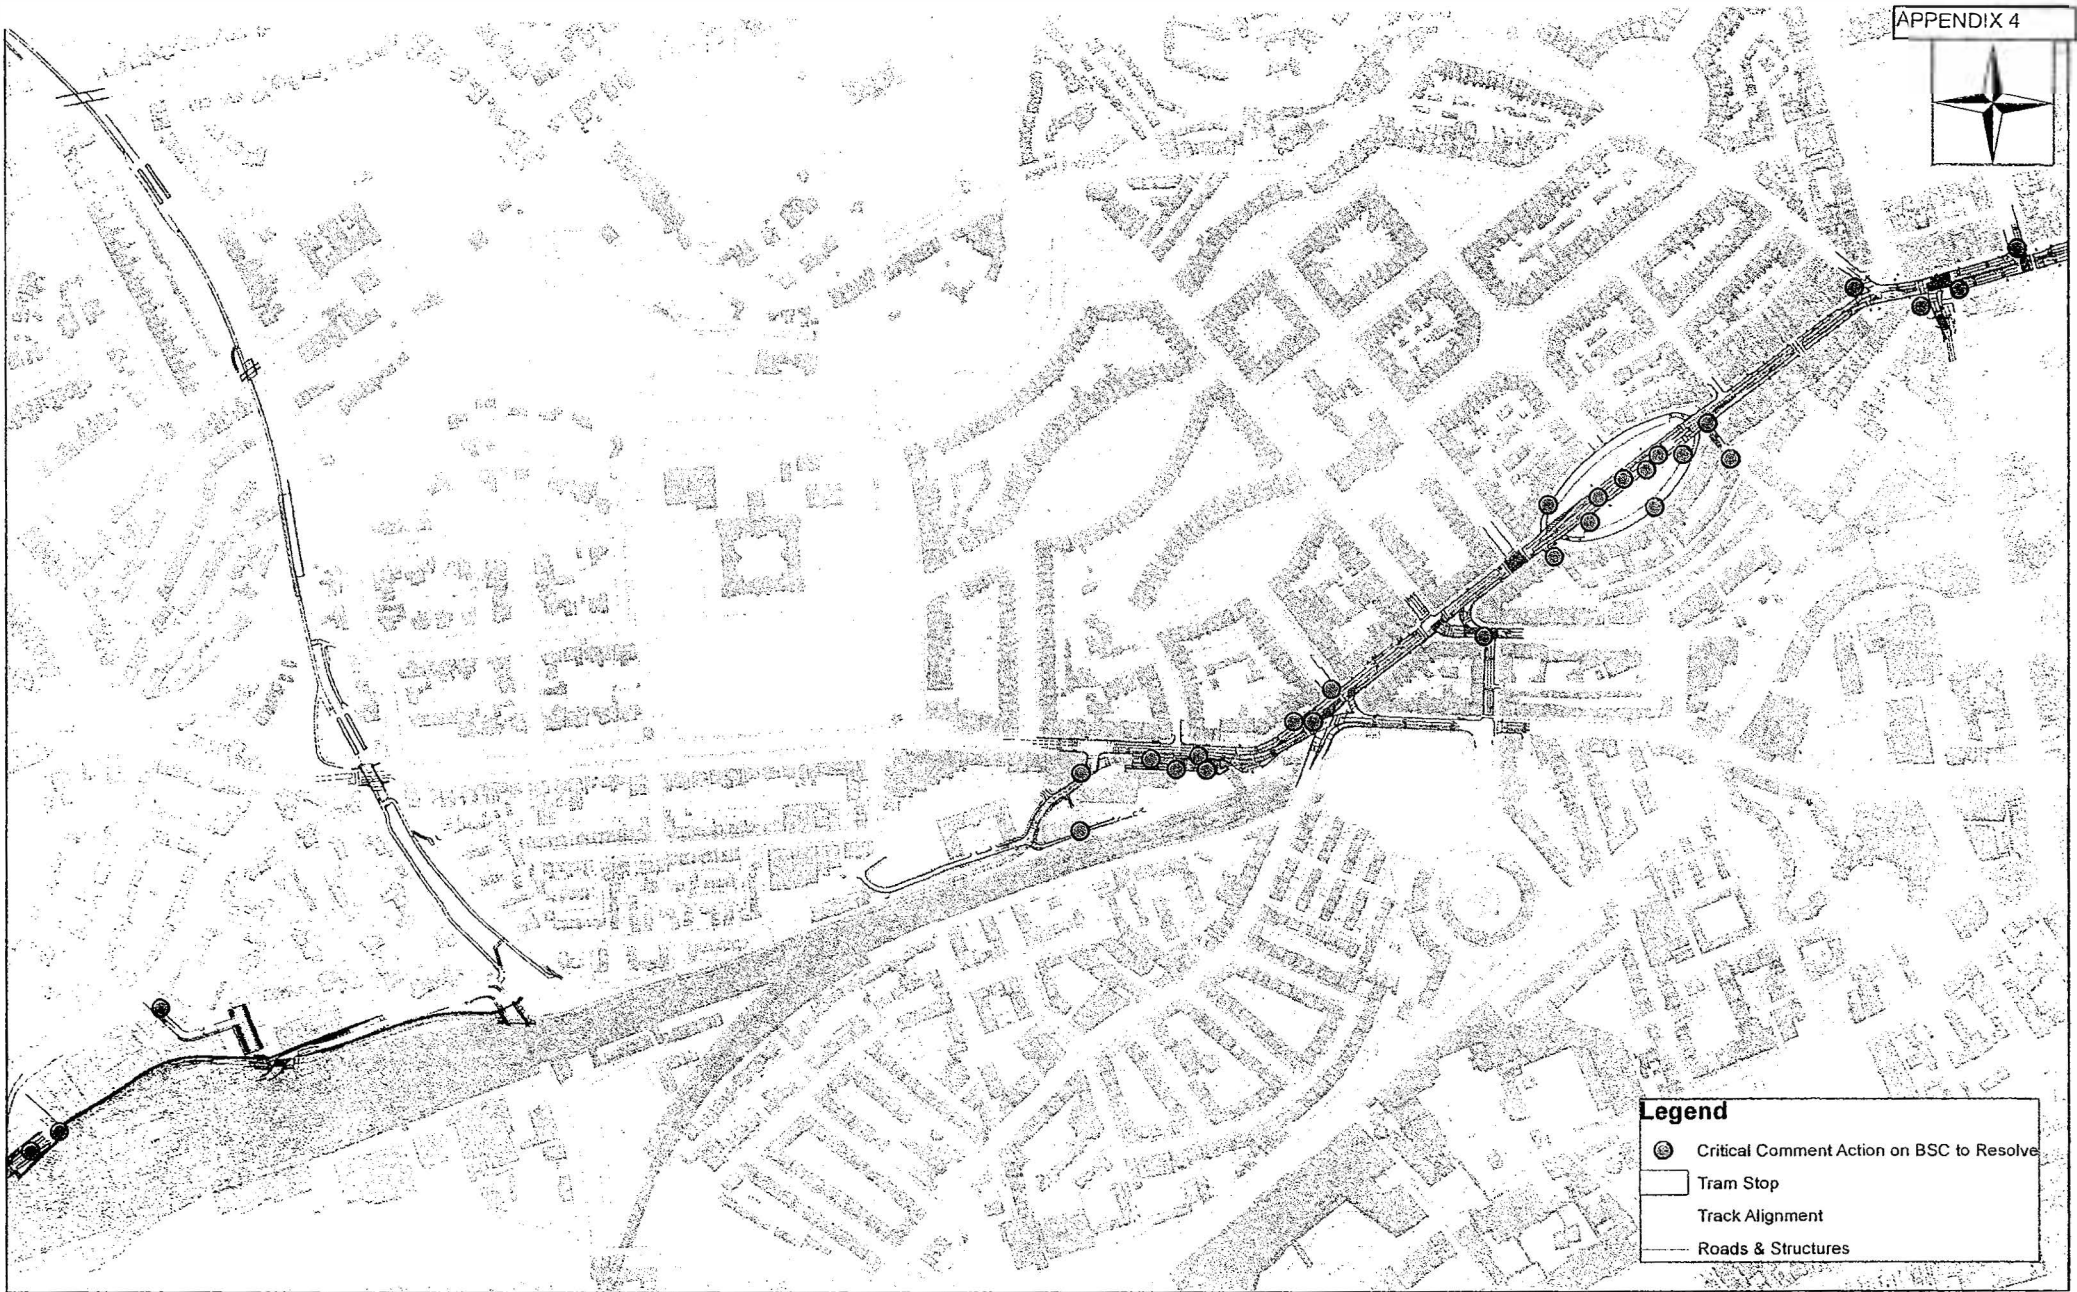 APPENDIX 4
Legend
Critical Comment Action on BSC to Resolve
Tram Stop
Track Alignment
Roads & Structures